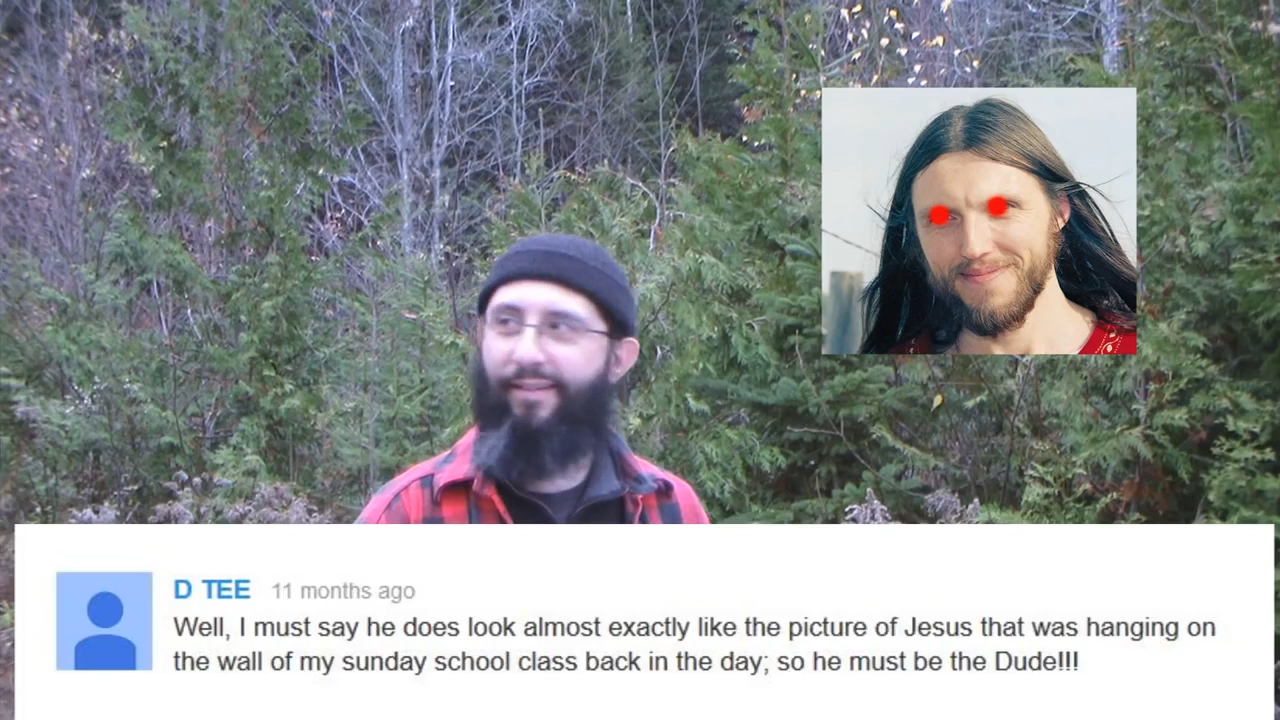 D TEE 11 months ago
Well, I must say he does look almost exactly like the picture of Jesus that was hanging on
the wall of my sunday school class back in the day; so he must be the Dude!!!